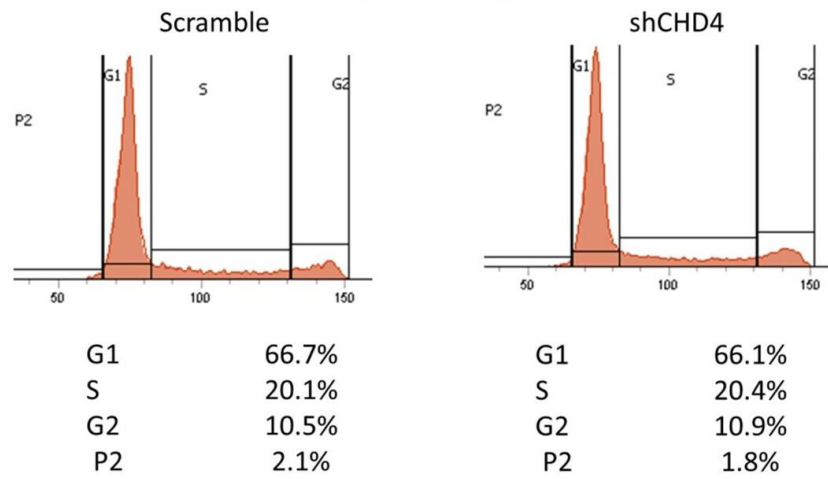 Scramble
shCHD4
P2
G1
S
G2
50
100
150
P2
G1
S
G2
50
100
150
G1 66.7%
S 20.1%
G2 10.5%
P2 2.1%
G1 66.1%
S 20.4%
G2 10.9%
P2 1.8%